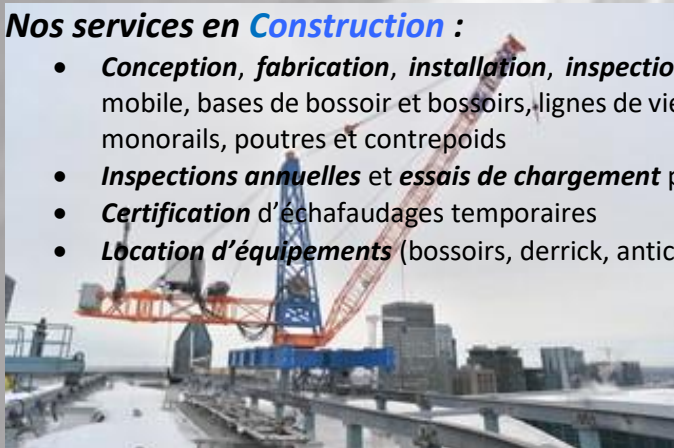 Nos services en Construction :
• Conception, fabrication, installation,
mobile, bases de bossoir et bossoirs, lignes de
monorails, poutres et contrepoids
• Inspections annuelles et essais de chargement
• Certification d'échafaudages temporaires
• Location d'équipements (bossoirs, derrick,